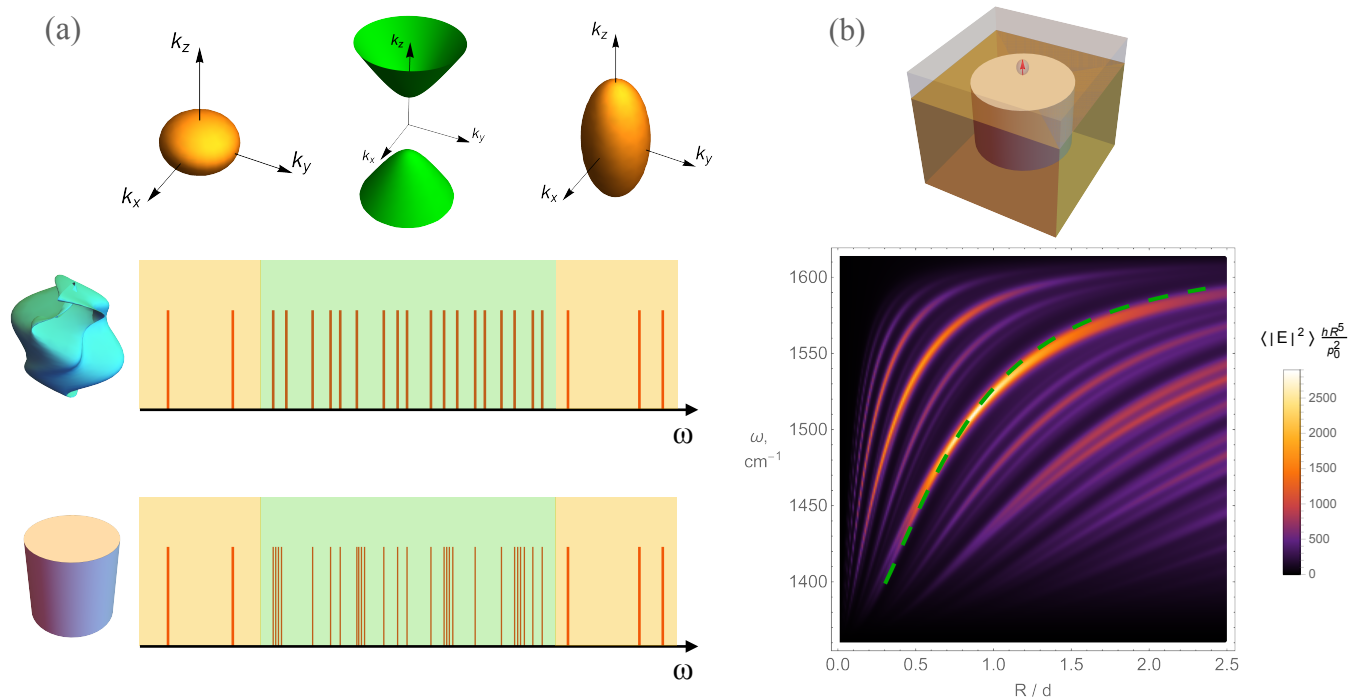 (a)
k_z
k_x
k_y
k_z
k_x
k_y
k_z
k_x
k_y
ω
ω
(b)
1600
1550
1500
1450
1400
ω,
cm⁻¹
0.0 0.5 1.0 1.5 2.0 2.5
R / d
⟨|E|²⟩ hR⁵/p₀²
2500
2000
1500
1000
500
0